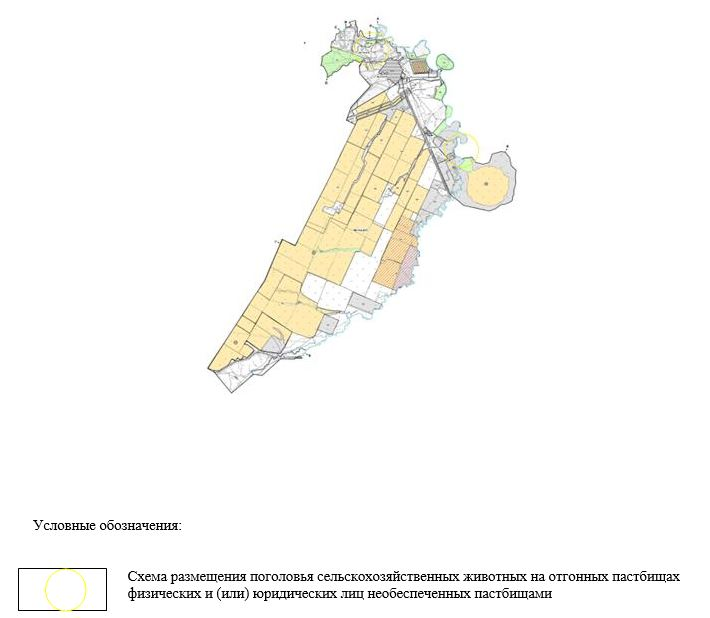 Условные обозначения:
Схема размещения поголовья сельскохозяйственных животных на отгонных пастбищах
физических и (или) юридических лиц необеспеченных пастбищами